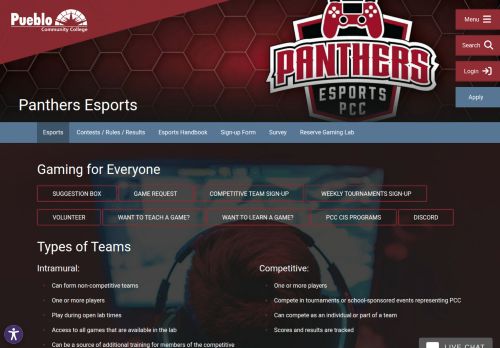 Pueblo
Community College
Menu
Search
Login
Apply
PANTHERS
ESPORTS
PCC
Panthers Esports
Esports
Contests / Rules / Results
Esports Handbook
Sign-up Form
Survey
Reserve Gaming Lab
Gaming for Everyone
SUGGESTION BOX
GAME REQUEST
COMPETITIVE TEAM SIGN-UP
WEEKLY TOURNAMENTS SIGN-UP
VOLUNTEER
WANT TO TEACH A GAME?
WANT TO LEARN A GAME?
PCC CIS PROGRAMS
DISCORD
Types of Teams
Intramural:
Can form non-competitive teams
One or more players
Play during open lab times
Access to all games that are available in the lab
Can be a source of additional training for members of the competitive
Competitive:
One or more players
Compete in tournaments or school-sponsored events representing PCC
Can compete as an individual or part of a team
Scores and results are tracked
LIVE CHAT